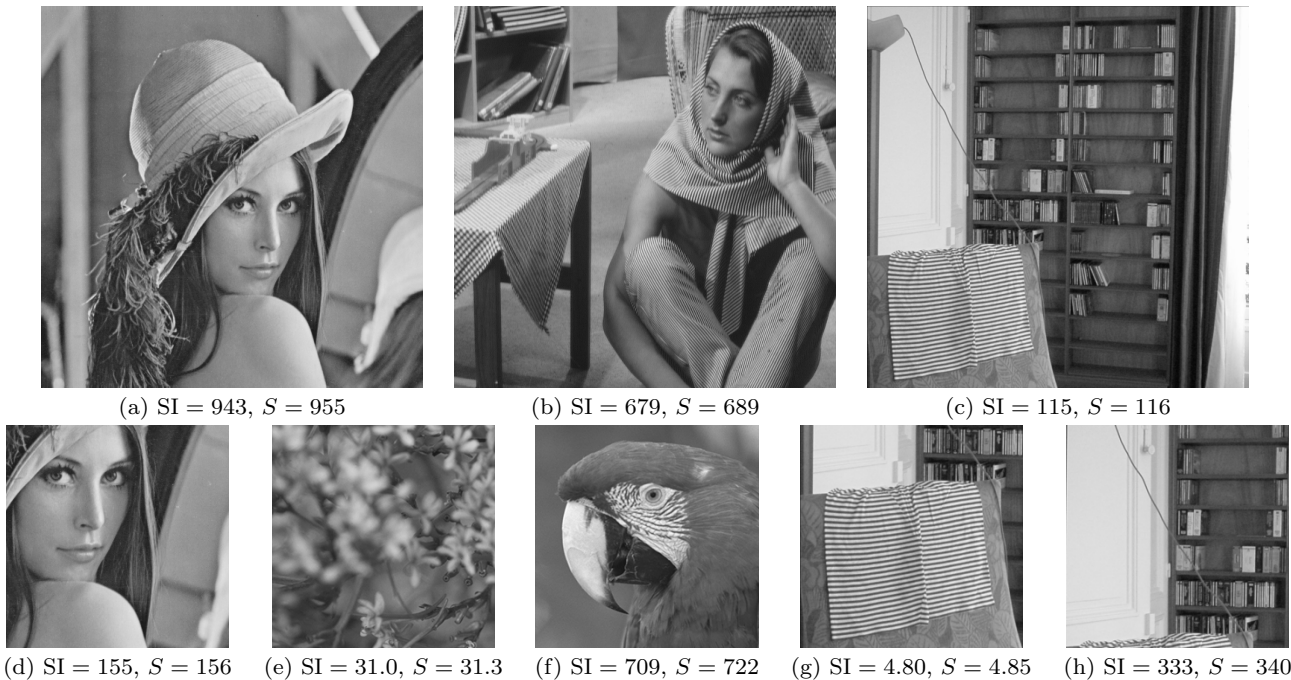 (a) SI = 943, S = 955
(b) SI = 679, S = 689
(c) SI = 115, S = 116
(d) SI = 155, S = 156
(e) SI = 31.0, S = 31.3
(f) SI = 709, S = 722
(g) SI = 4.80, S = 4.85
(h) SI = 333, S = 340